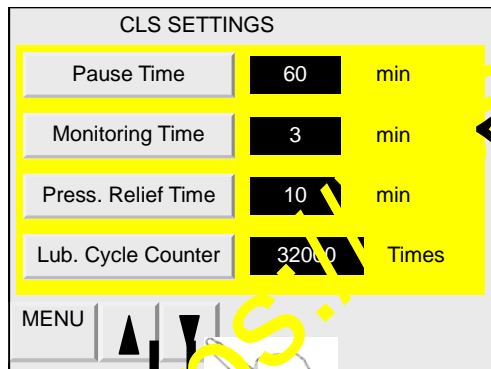 CLS SETTINGS
Pause Time 60 min
Monitoring Time 3 min
Press. Relief Time 10 min
Lub. Cycle Counter 32000 Times
MENU